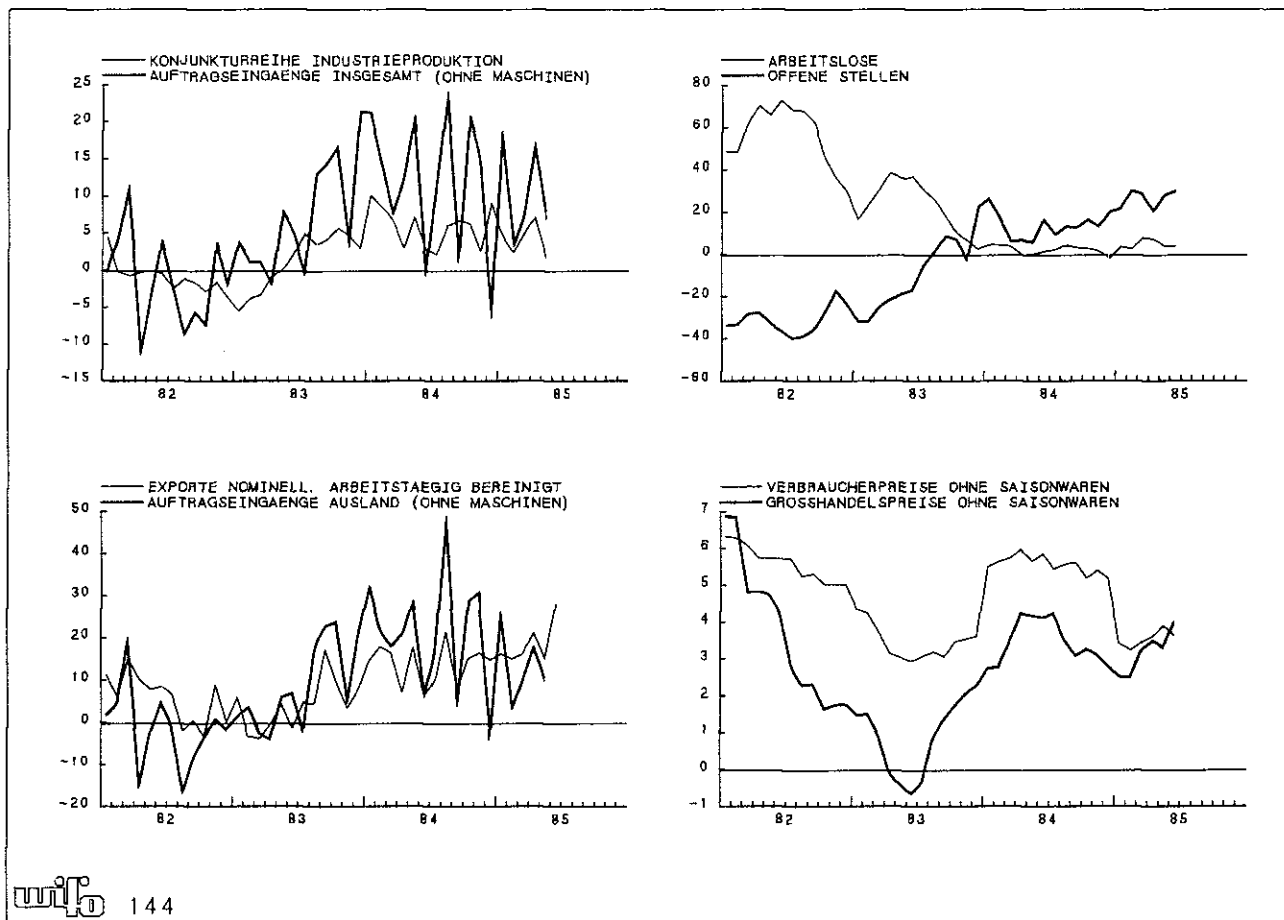 KONJUNKTURREIHE INDUSTRIEPRODUKTION
AUFTRAGSEINGAENGE INSGESAMT (OHNE MASCHINEN)
25
20
15
10
5
0
-5
-10
-15
82 83 84 85
ARBEITSLOSE
OFFENE STELLEN
80
60
40
20
0
-20
-40
-60
82 83 84 85
EXPORTE NOMINELL, ARBEITSTAEGIG BEREINIGT
AUFTRAGSEINGAENGE AUSLAND (OHNE MASCHINEN)
50
40
30
20
10
0
-10
-20
82 83 84 85
VERBRAUCHERPREISE OHNE SAISONWAREN
GROSSHANDELSPREISE OHNE SAISONWAREN
7
6
5
4
3
2
1
0
-1
82 83 84 85
wifo 144